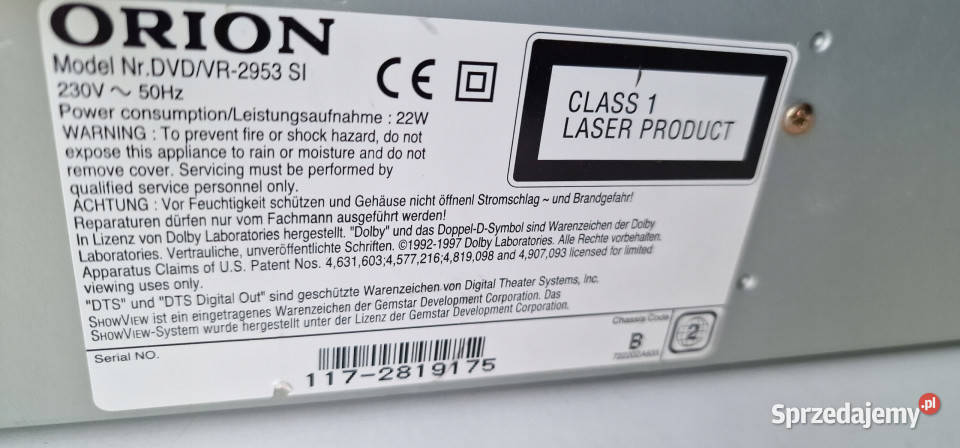 ORION
Model Nr.DVD/VR-2953 SI
230V ~ 50Hz
Power consumption/Leistungsaufnahme : 22W
WARNING : To prevent fire or shock hazard, do not
expose this appliance to rain or moisture and do not
remove cover. Servicing must be performed by
qualified service personnel only.
ACHTUNG : Vor Feuchtigkeit schützen und Gehäuse nicht öffnen! Stromschlag ~ und Brandgefahr!
Reparaturen dürfen nur vom Fachmann ausgeführt werden!
In Lizenz von Dolby Laboratories hergestellt. "Dolby" und das Doppel-D-Symbol sind Warenzeichen der Dolby
Laboratories. Vertrauliche, unveröffentlichte Schriften. ©1992-1997 Dolby Laboratories. Alle Rechte vorbehalten.
Apparatus Claims of U.S. Patent Nos. 4,631,603;4,577,216;4,819,098 and 4,907,093 licensed for limited
viewing uses only.
"DTS" und "DTS Digital Out" sind geschützte Warenzeichen von Digital Theater Systems, Inc.
SHOWVIEW ist ein eingetragenes Warenzeichen der Gemstar Development Corporation. Das
SHOWVIEW-System wurde hergestellt unter der Lizenz der Gemstar Development Corporation.
Serial NO.
117-2819175
CE
CLASS 1
LASER PRODUCT
Chassis Code
B
2
Sprzedajemy.pl